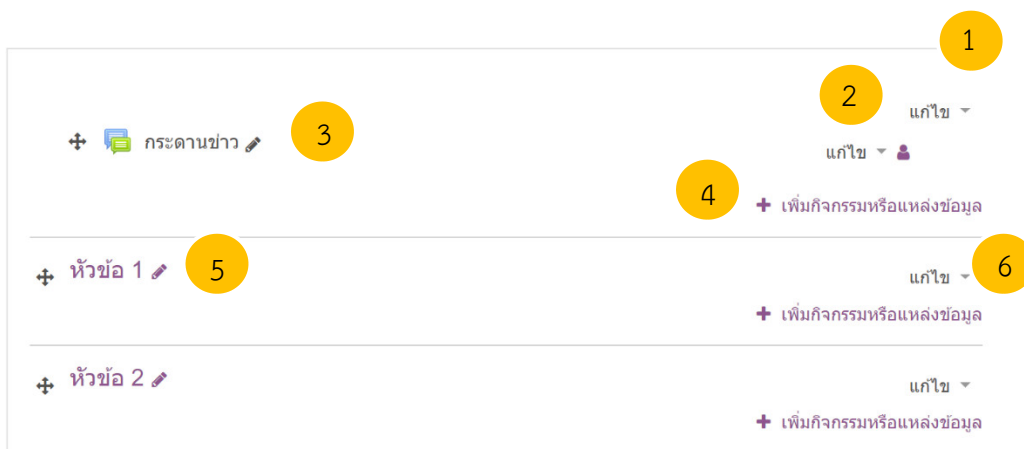 1
2
แก้ไข
กระดานข่าว
3
แก้ไข
4
เพิ่มกิจกรรมหรือแหล่งข้อมูล
หัวข้อ 1
5
แก้ไข
6
เพิ่มกิจกรรมหรือแหล่งข้อมูล
หัวข้อ 2
แก้ไข
เพิ่มกิจกรรมหรือแหล่งข้อมูล